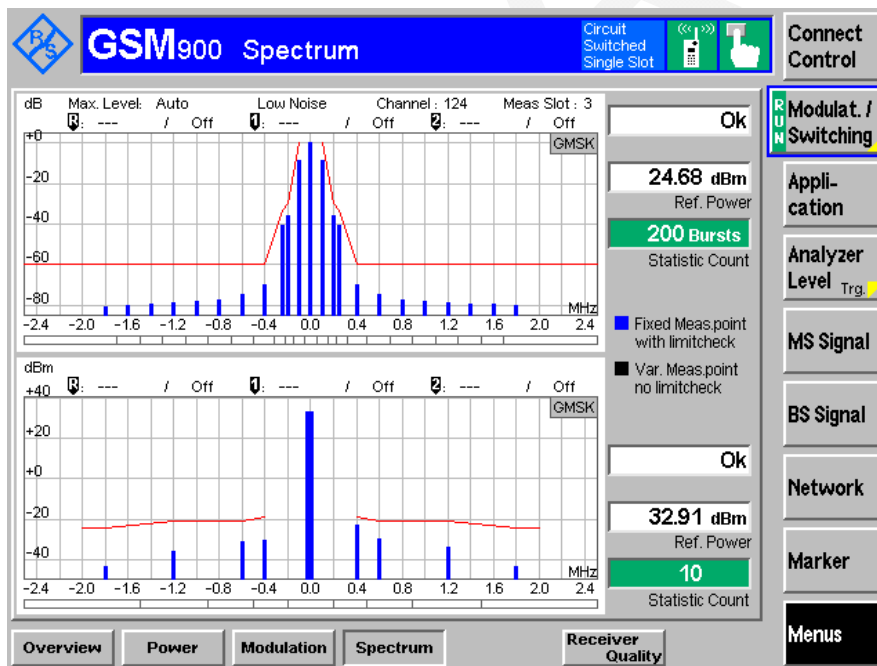 R/S
GSM900 Spectrum
Circuit
Switched
Single Slot
Connect
Control
dB Max. Level: Auto Low Noise Channel : 124 Meas Slot : 3
R: --- / Off 1: --- / Off 2: --- / Off
GMSK
+0
-20
-40
-60
-80
MHz
-2.4 -2.0 -1.6 -1.2 -0.8 -0.4 0.0 0.4 0.8 1.2 1.6 2.0 2.4
Ok
24.68 dBm
Ref. Power
200 Bursts
Statistic Count
Fixed Meas.point
with limitcheck
Var. Meas.point
no limitcheck
dBm
R: --- / Off 1: --- / Off 2: --- / Off
GMSK
+40
+20
+0
-20
-40
MHz
-2.4 -2.0 -1.6 -1.2 -0.8 -0.4 0.0 0.4 0.8 1.2 1.6 2.0 2.4
Ok
32.91 dBm
Ref. Power
10
Statistic Count
RUN
Modulat. /
Switching
Appli-
cation
Analyzer
Level Trg.
MS Signal
BS Signal
Network
Marker
Menus
Overview Power Modulation Spectrum Receiver
Quality